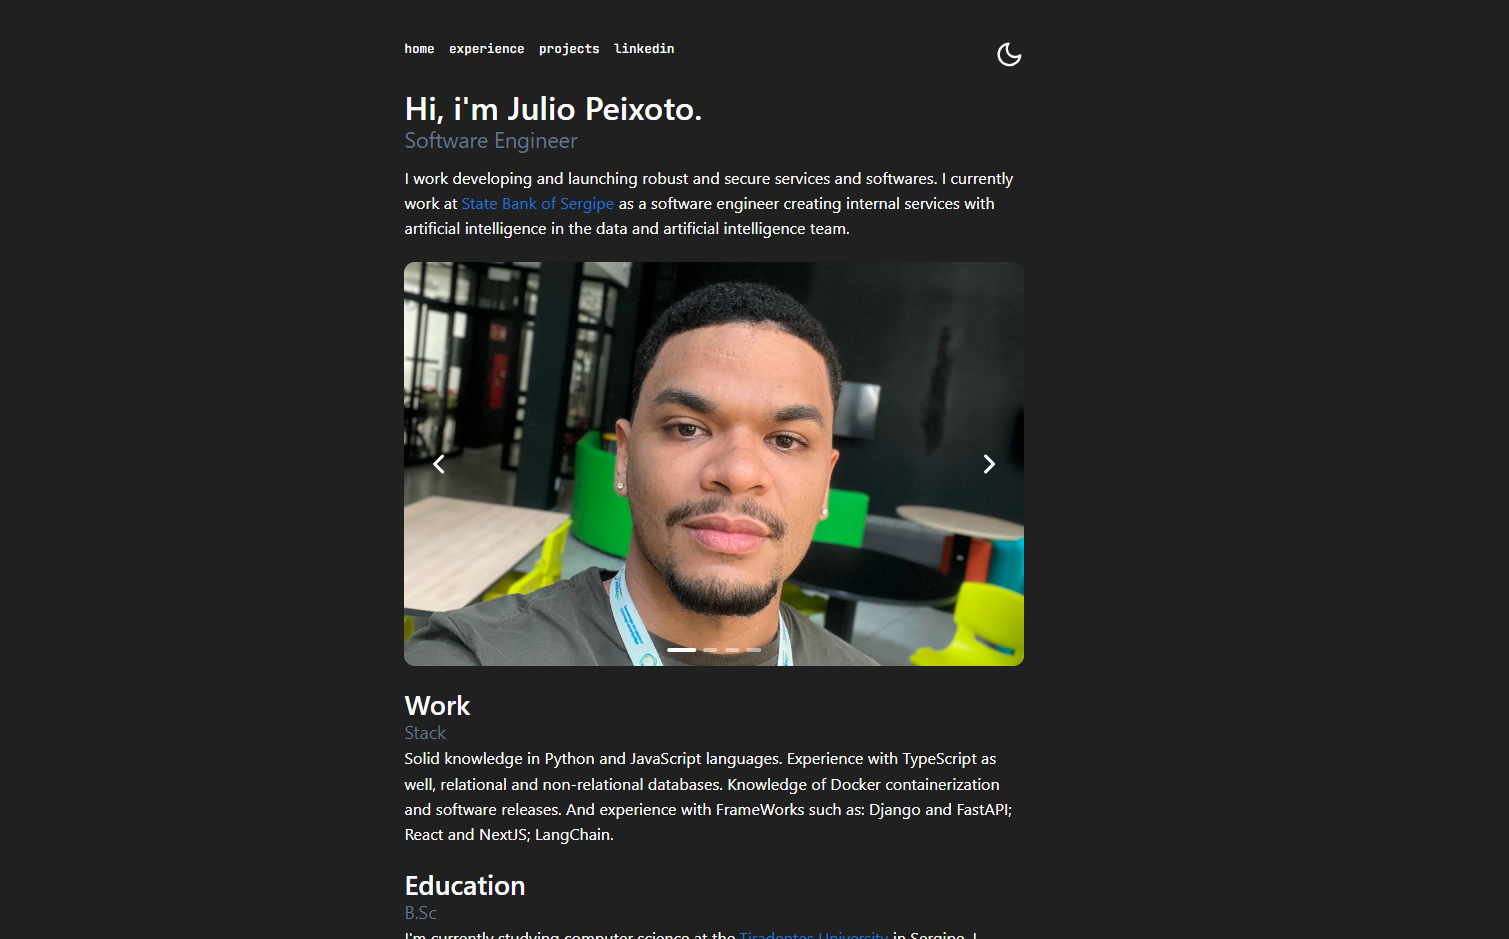 home experience projects linkedin
Hi, i'm Julio Peixoto.
Software Engineer
I work developing and launching robust and secure services and softwares. I currently
work at State Bank of Sergipe as a software engineer creating internal services with
artificial intelligence in the data and artificial intelligence team.
Work
Stack
Solid knowledge in Python and JavaScript languages. Experience with TypeScript as
well, relational and non-relational databases. Knowledge of Docker containerization
and software releases. And experience with FrameWorks such as: Django and FastAPI;
React and NextJS; LangChain.
Education
B.Sc
I'm currently studying computer science at the Tiradentes University in Sergipe. I